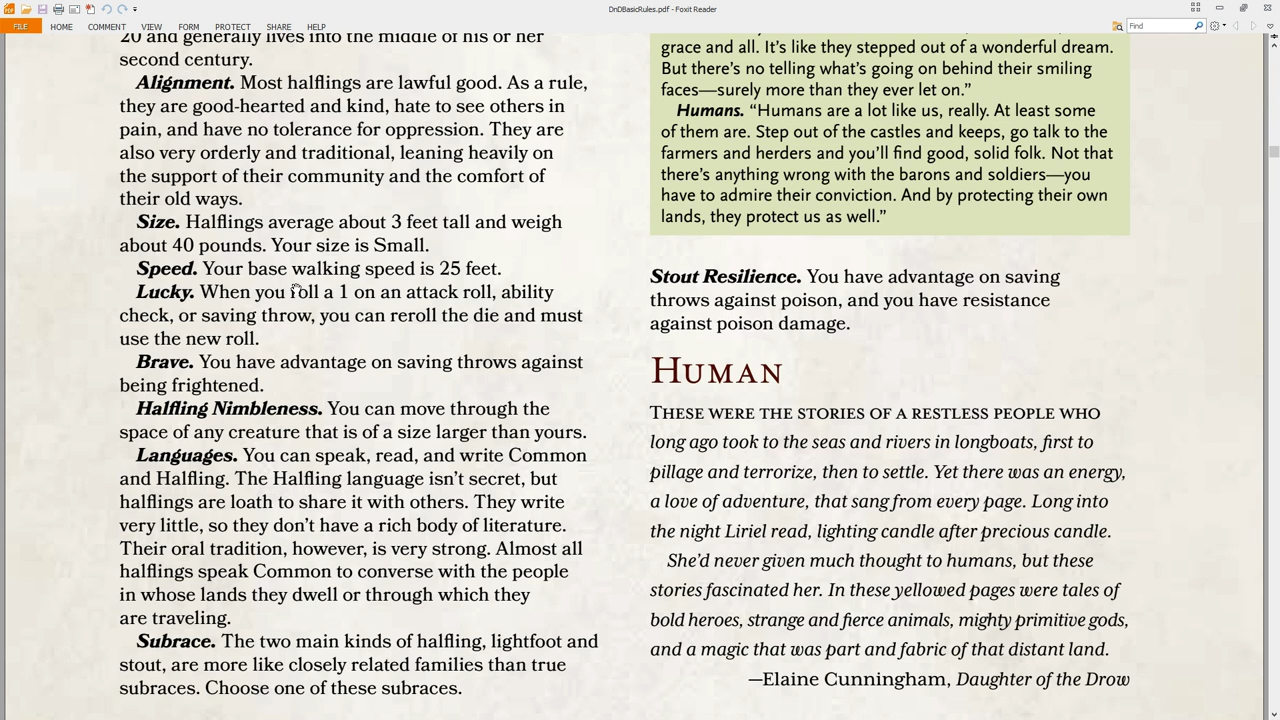 DnDBasicRules.pdf - Foxit Reader
FILE HOME COMMENT VIEW FORM PROTECT SHARE HELP
Find
20 and generally lives into the middle of his or her
second century.
Alignment. Most halflings are lawful good. As a rule,
they are good-hearted and kind, hate to see others in
pain, and have no tolerance for oppression. They are
also very orderly and traditional, leaning heavily on
the support of their community and the comfort of
their old ways.
Size. Halflings average about 3 feet tall and weigh
about 40 pounds. Your size is Small.
Speed. Your base walking speed is 25 feet.
Lucky. When you roll a 1 on an attack roll, ability
check, or saving throw, you can reroll the die and must
use the new roll.
Brave. You have advantage on saving throws against
being frightened.
Halfling Nimbleness. You can move through the
space of any creature that is of a size larger than yours.
Languages. You can speak, read, and write Common
and Halfling. The Halfling language isn't secret, but
halflings are loath to share it with others. They write
very little, so they don't have a rich body of literature.
Their oral tradition, however, is very strong. Almost all
halflings speak Common to converse with the people
in whose lands they dwell or through which they
are traveling.
Subrace. The two main kinds of halfling, lightfoot and
stout, are more like closely related families than true
subraces. Choose one of these subraces.
grace and all. It's like they stepped out of a wonderful dream.
But there's no telling what's going on behind their smiling
faces—surely more than they ever let on.”
Humans. “Humans are a lot like us, really. At least some
of them are. Step out of the castles and keeps, go talk to the
farmers and herders and you'll find good, solid folk. Not that
there's anything wrong with the barons and soldiers—you
have to admire their conviction. And by protecting their own
lands, they protect us as well.”
Stout Resilience. You have advantage on saving
throws against poison, and you have resistance
against poison damage.
Human
These were the stories of a restless people who
long ago took to the seas and rivers in longboats, first to
pillage and terrorize, then to settle. Yet there was an energy,
a love of adventure, that sang from every page. Long into
the night Liriel read, lighting candle after precious candle.
She'd never given much thought to humans, but these
stories fascinated her. In these yellowed pages were tales of
bold heroes, strange and fierce animals, mighty primitive gods,
and a magic that was part and fabric of that distant land.
—Elaine Cunningham, Daughter of the Drow